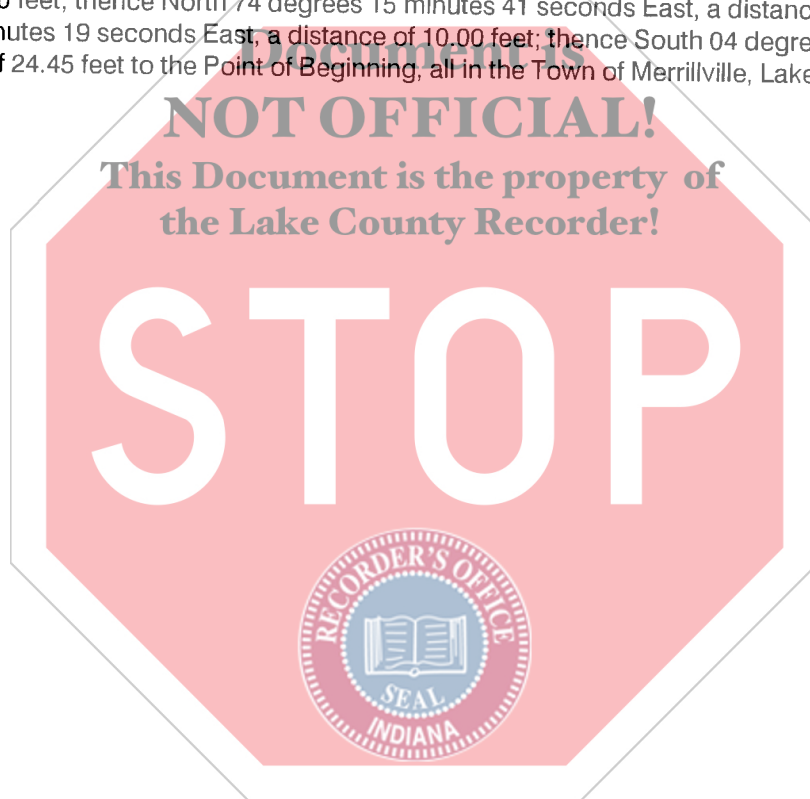 feet, thence North 74 degrees 15 minutes 41 seconds East, a distanc
nutes 19 seconds East, a distance of 10.00 feet; thence South 04 degre
f 24.45 feet to the Point of Beginning, all in the Town of Merrillville, Lake
Document is
NOT OFFICIAL!
This Document is the property of
the Lake County Recorder!
STOP
RECORDER'S OFFICE
SEAL
INDIANA